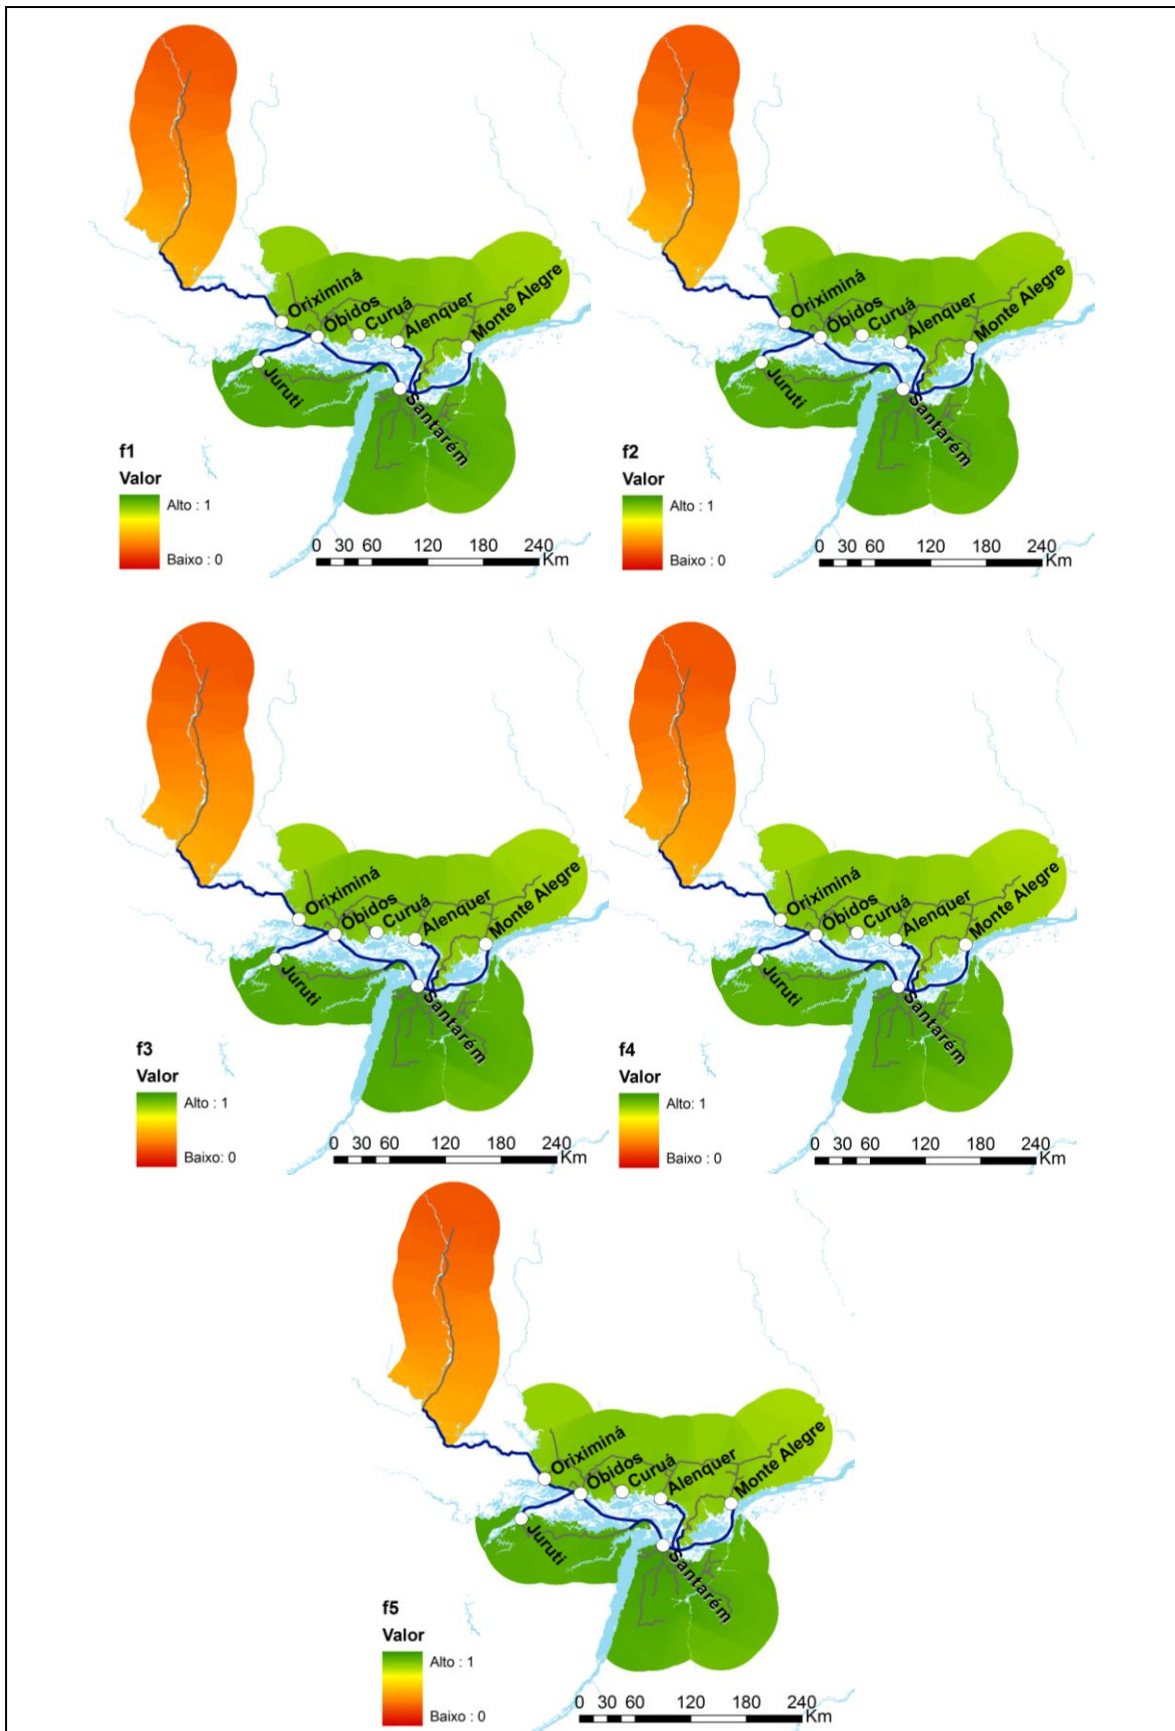 Oriximiná
Óbidos
Curuá
Alenquer
Monte Alegre
Juruti
Santarém
f1
Valor
Alto : 1
Baixo : 0
0 30 60 120 180 240
Km
Oriximiná
Óbidos
Curuá
Alenquer
Monte Alegre
Juruti
Santarém
f2
Valor
Alto : 1
Baixo : 0
0 30 60 120 180 240
Km
Oriximiná
Óbidos
Curuá
Alenquer
Monte Alegre
Juruti
Santarém
f3
Valor
Alto : 1
Baixo: 0
0 30 60 120 180 240
Km
Oriximiná
Óbidos
Curuá
Alenquer
Monte Alegre
Juruti
Santarém
f4
Valor
Alto: 1
Baixo : 0
0 30 60 120 180 240
Km
Oriximiná
Óbidos
Curuá
Alenquer
Monte Alegre
Juruti
Santarém
f5
Valor
Alto : 1
Baixo : 0
0 30 60 120 180 240
Km